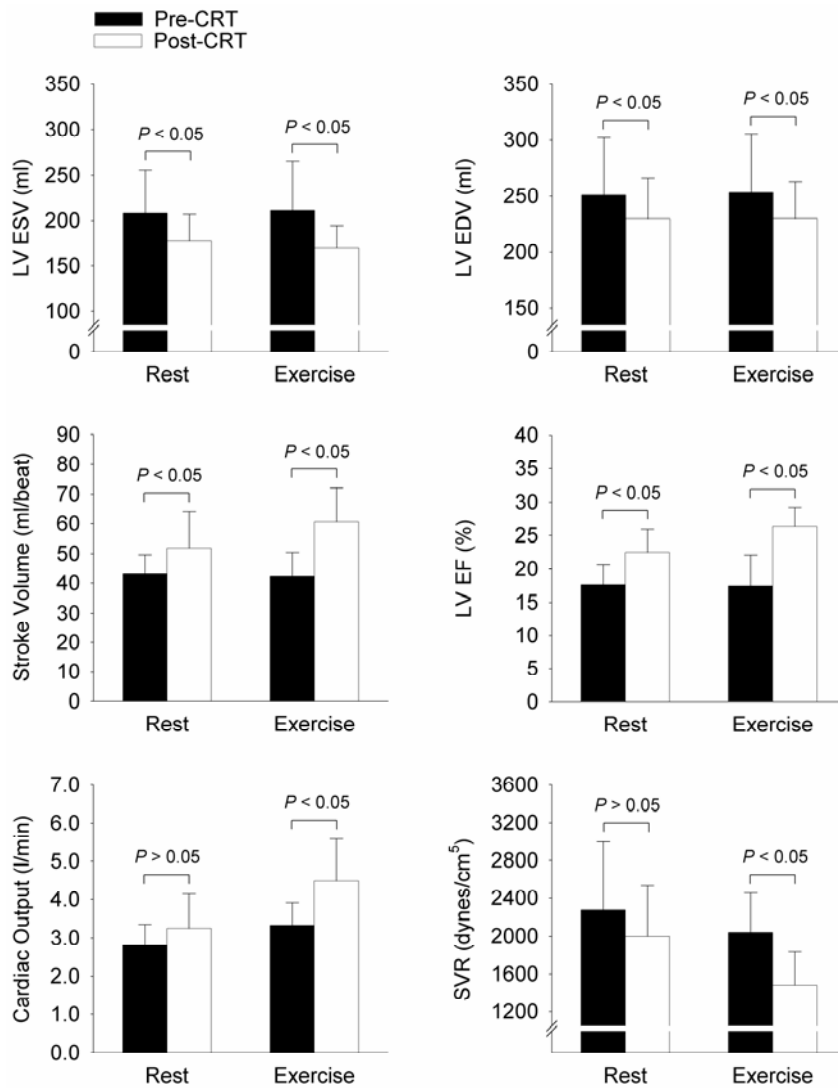 Pre-CRT
Post-CRT
LV ESV (ml)
350
300
250
200
150
100
0
P < 0.05
P < 0.05
Rest Exercise
LV EDV (ml)
350
300
250
200
150
0
P < 0.05
P < 0.05
Rest Exercise
Stroke Volume (ml/beat)
90
80
70
60
50
40
30
20
10
0
P < 0.05
P < 0.05
Rest Exercise
LV EF (%)
40
35
30
25
20
15
10
5
0
P < 0.05
P < 0.05
Rest Exercise
Cardiac Output (l/min)
7.0
6.0
5.0
4.0
3.0
2.0
1.0
0.0
P > 0.05
P < 0.05
Rest Exercise
SVR (dynes/cm⁵)
3600
3200
2800
2400
2000
1600
1200
P > 0.05
P < 0.05
Rest Exercise